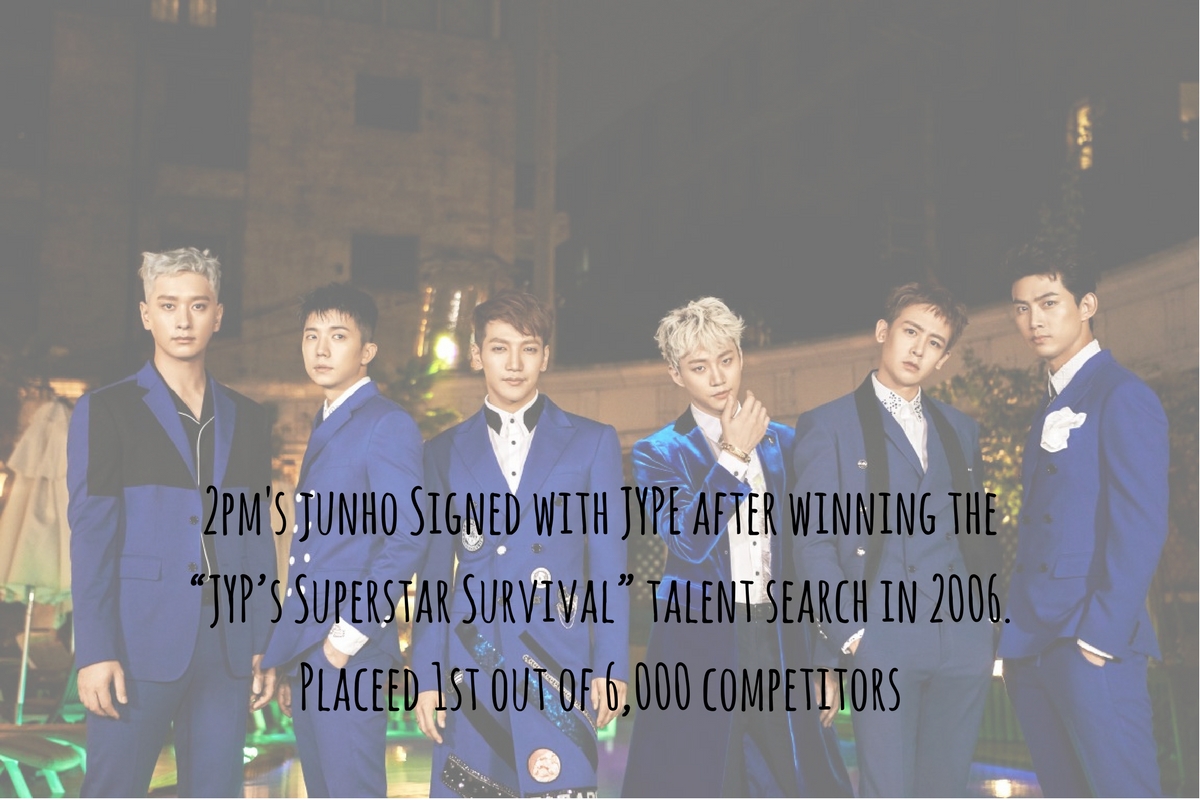 2pm's junho Signed with JYPE after winning the
“JYP’s Superstar Survival” talent search in 2006.
Placeed 1st out of 6,000 competitors